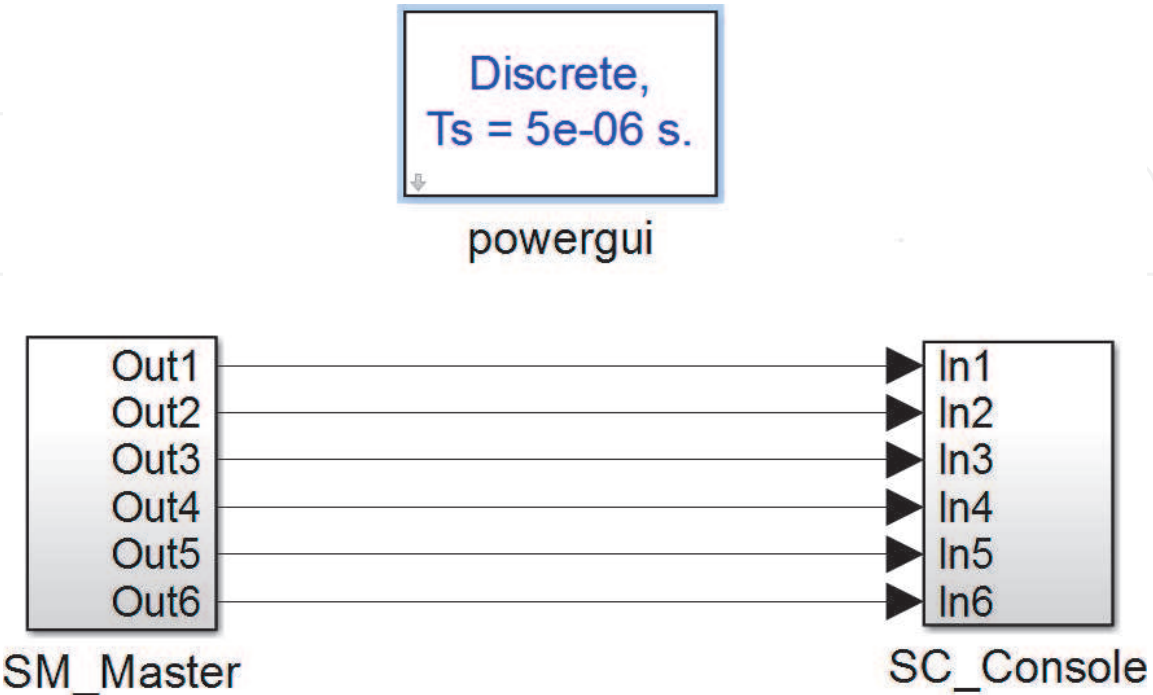 Discrete,
Ts = 5e-06 s.
powergui
Out1
Out2
Out3
Out4
Out5
Out6
SM_Master
In1
In2
In3
In4
In5
In6
SC_Console